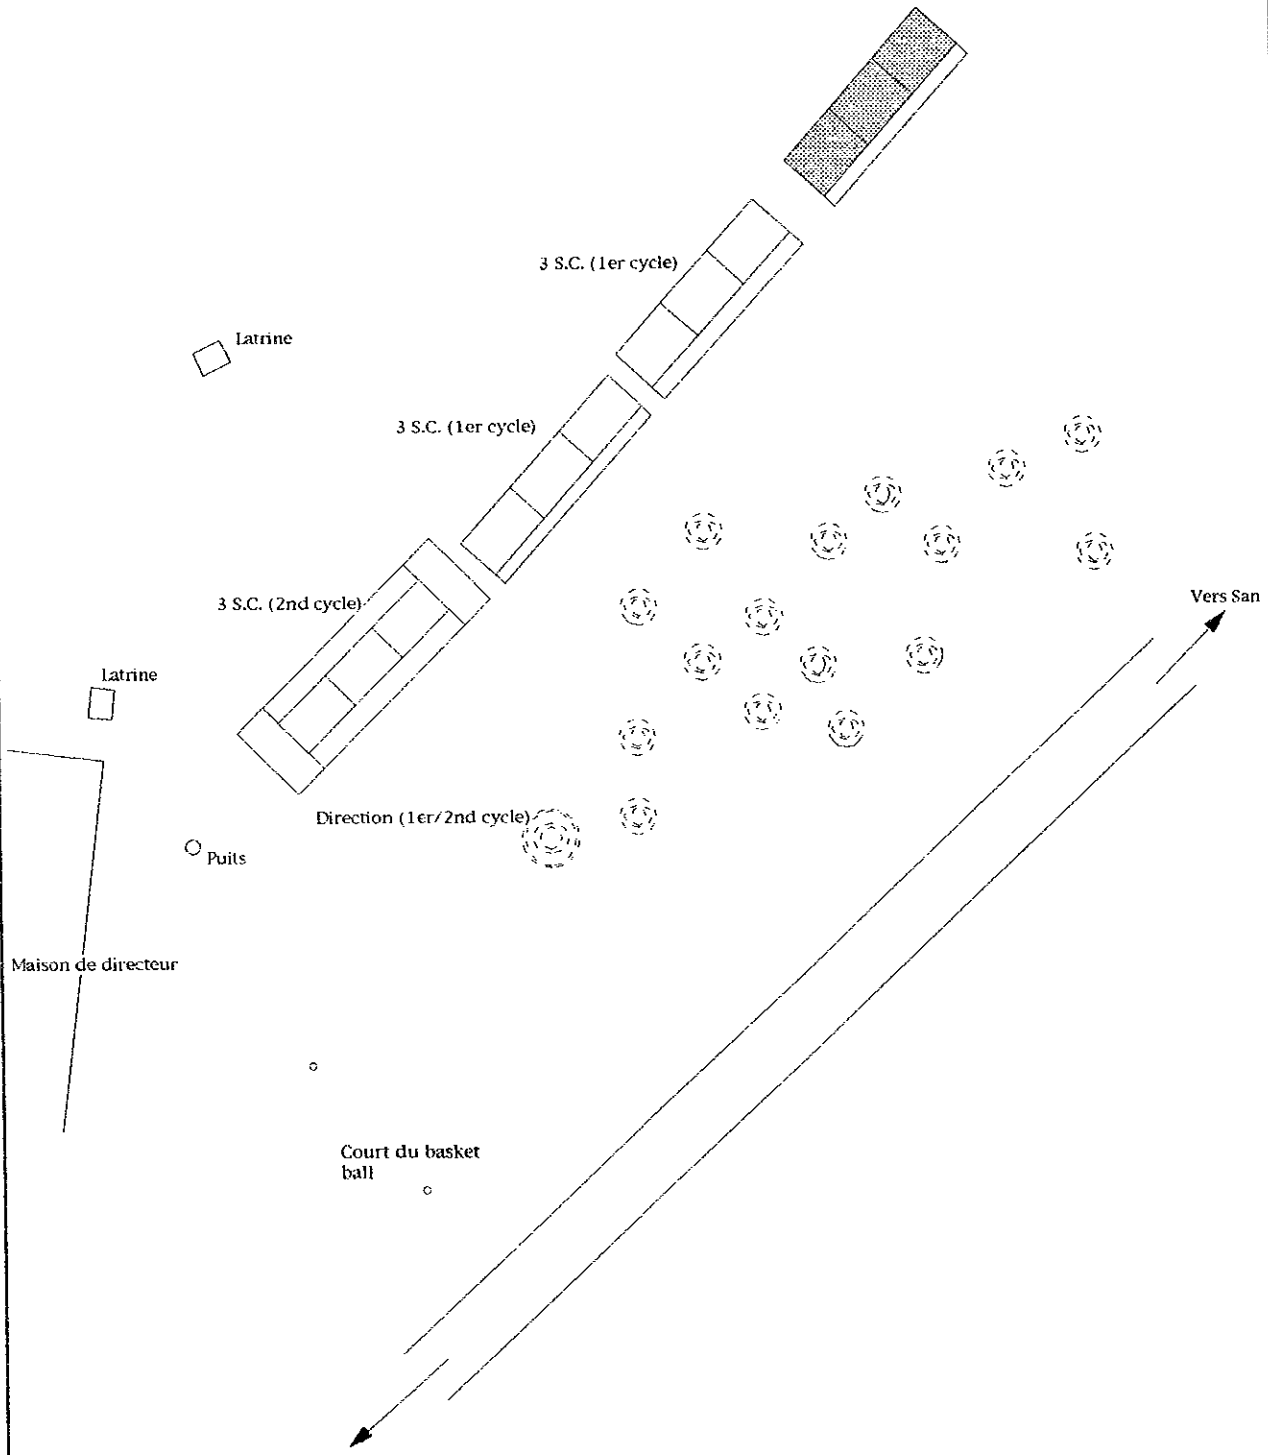 3 S.C. (1er cycle)
Latrine
3 S.C. (1er cycle)
Vers San
3 S.C. (2nd cycle)
Latrine
Direction (1er/2nd cycle)
Puits
Maison de directeur
Court du basket
ball